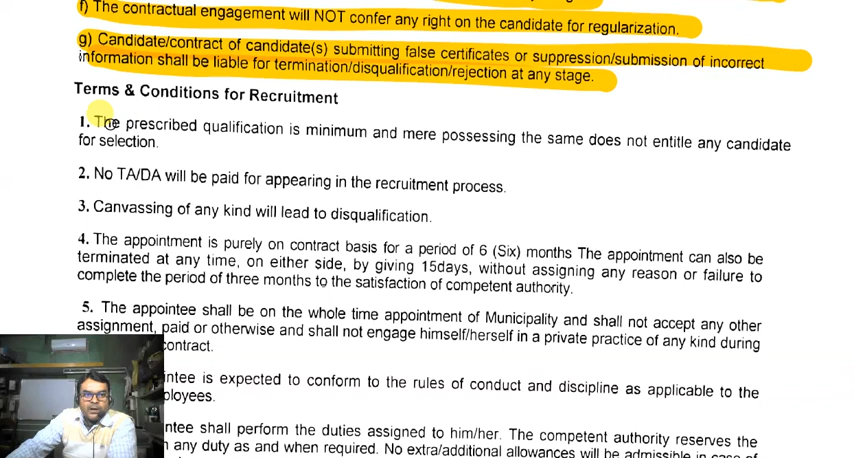 f) The contractual engagement will NOT confer any right on the candidate for regularization.
g) Candidate/contract of candidate(s) submitting false certificates or suppression/submission of incorrect
information shall be liable for termination/disqualification/rejection at any stage.
Terms & Conditions for Recruitment
1. The prescribed qualification is minimum and mere possessing the same does not entitle any candidate
for selection.
2. No TA/DA will be paid for appearing in the recruitment process.
3. Canvassing of any kind will lead to disqualification.
4. The appointment is purely on contract basis for a period of 6 (Six) months The appointment can also be
terminated at any time, on either side, by giving 15days, without assigning any reason or failure to
complete the period of three months to the satisfaction of competent authority.
5. The appointee shall be on the whole time appointment of Municipality and shall not accept any other
assignment, paid or otherwise and shall not engage himself/herself in a private practice of any kind during
contract.
intee is expected to conform to the rules of conduct and discipline as applicable to the
ployees.
ntee shall perform the duties assigned to him/her. The competent authority reserves the
any duty as and when required. No extra/additional allowances will be admissible in case of